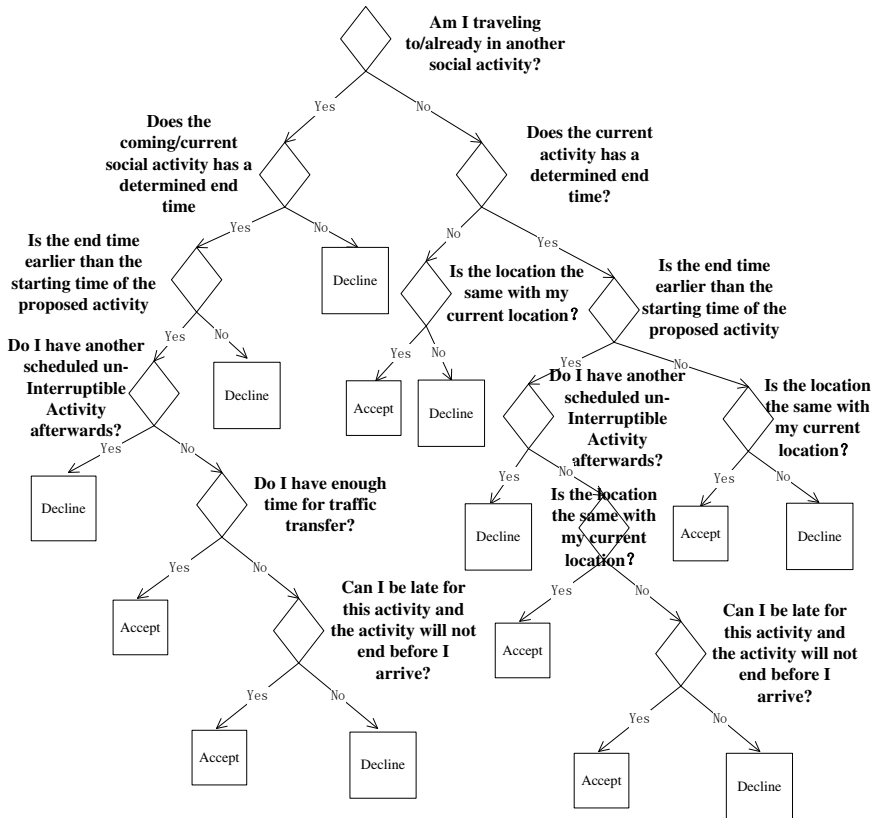 Am I traveling
to/already in another
social activity?
Yes
No
Does the
coming/current
social activity has a
determined end
time
Does the current
activity has a
determined end
time?
Yes
No
No
Yes
Is the end time
earlier than the
starting time of the
proposed activity
Decline
Is the location the
same with my
current location?
Is the end time
earlier than the
starting time of the
proposed activity
Yes
No
Yes
No
Yes
No
Do I have another
scheduled un-
Interruptible
Activity
afterwards?
Decline
Accept
Decline
Do I have another
scheduled un-
Interruptible
Activity
afterwards?
Is the location
the same with
my current
location?
Yes
No
Yes
No
Yes
No
Decline
Do I have enough
time for traffic
transfer?
Decline
Is the location
the same with
my current
location?
Accept
Decline
Yes
No
Yes
No
Accept
Can I be late for
this activity and
the activity will not
end before I
arrive?
Accept
Can I be late for
this activity and
the activity will not
end before I
arrive?
Yes
No
Yes
No
Accept
Decline
Accept
Decline